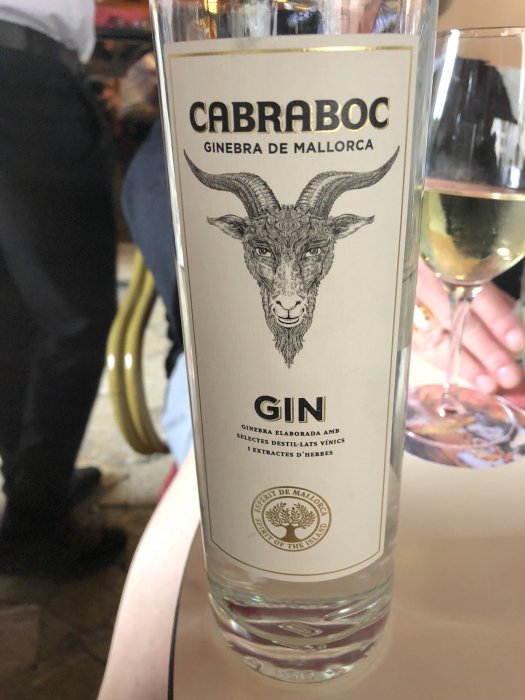 CABRABOC
GINEBRA DE MALLORCA
GIN
GINEBRA ELABORADA AMB
SELECTES DESTIL·LATS VÍNICS
I EXTRACTES D'HERBES
ESPERIT DE MALLORCA
SPIRIT OF THE ISLAND